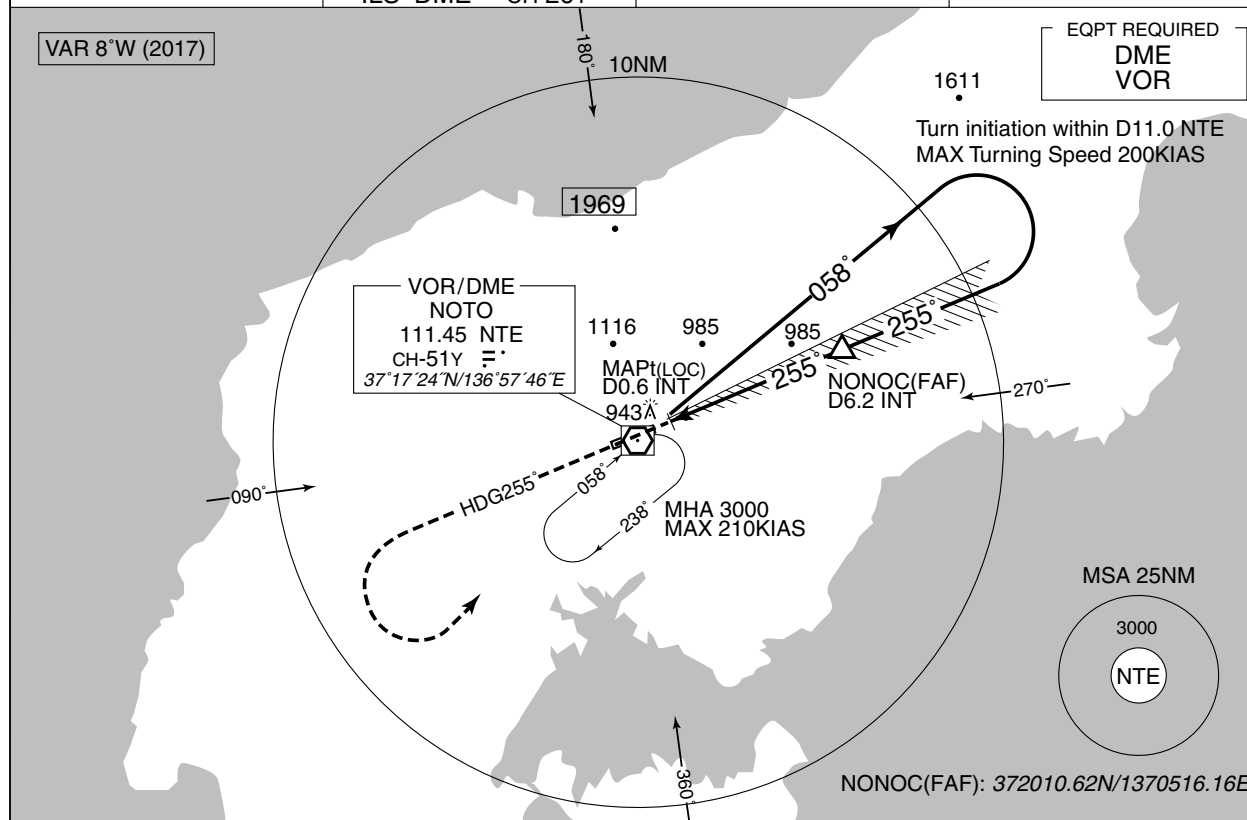 ILS-DME
VAR 8°W (2017)
180°
10NM
EQPT REQUIRED
DME
VOR
1611
Turn initiation within D11.0 NTE
MAX Turning Speed 200KIAS
1969
058°
VOR/DME
NOTO
111.45 NTE
CH-51Y
37°17´24˝N/136°57´46˝E
1116
985
985
255°
255°
MAPt(LOC)
D0.6 INT
NONOC(FAF)
D6.2 INT
270°
943
090°
HDG255°
058°
238°
MHA 3000
MAX 210KIAS
MSA 25NM
3000
NTE
360°
NONOC(FAF): 372010.62N/1370516.16E